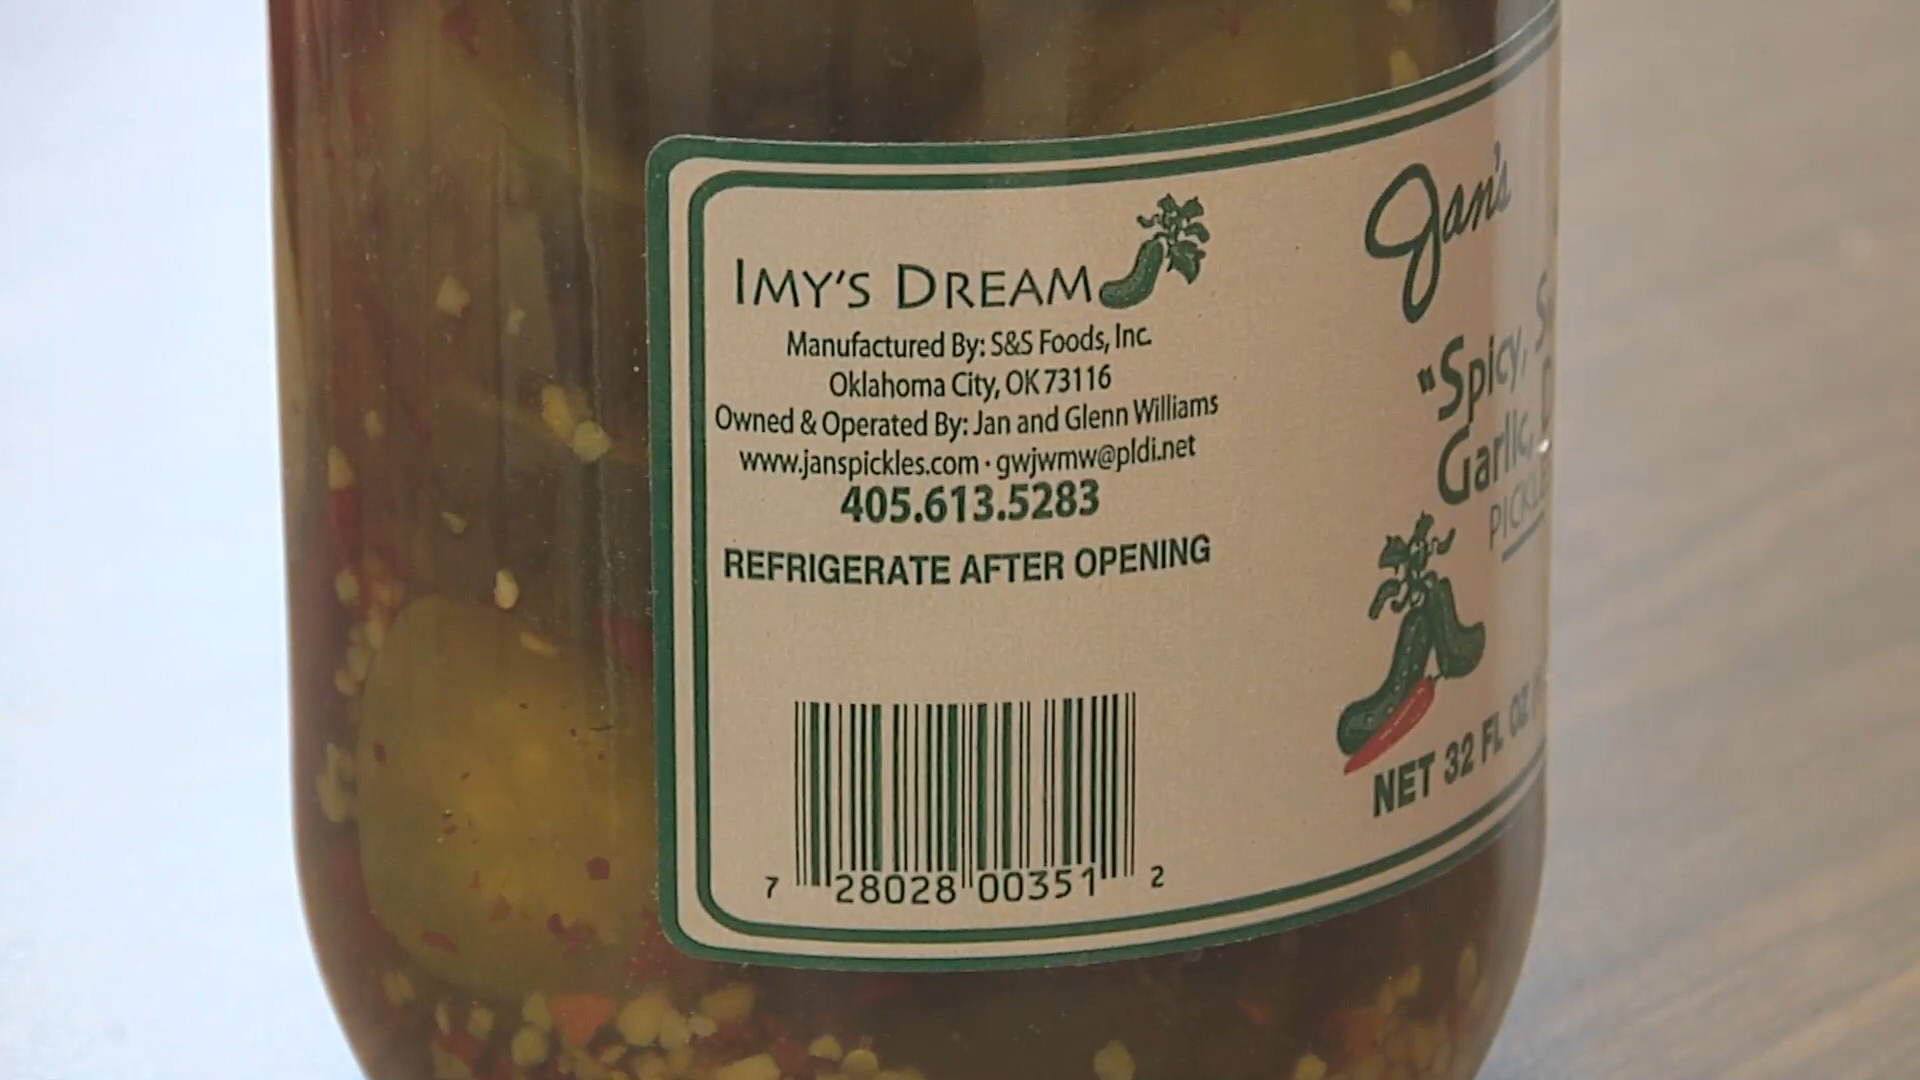 IMY'S DREAM
Manufactured By: S&S Foods, Inc.
Oklahoma City, OK 73116
Owned & Operated By: Jan and Glenn Williams
www.janspickles.com · gwjwmw@pldi.net
405.613.5283
REFRIGERATE AFTER OPENING
7 28028 00351 2
Jan's
"Spicy,
Garlic,
NET 32 FL OZ